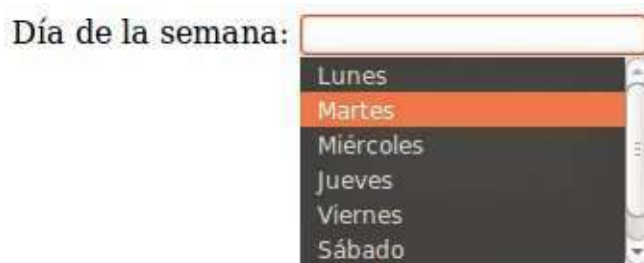 Día de la semana:
Lunes
Martes
Miércoles
Jueves
Viernes
Sábado